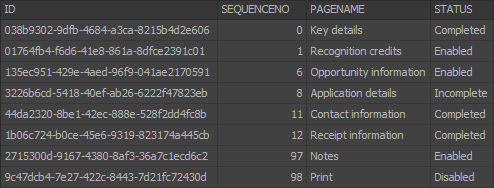 ID SEQUENCENO PAGENAME STATUS
038b9302-9dfb-4684-a3ca-8215b4d2e606 0 Key details Completed
01764fb4-f6d6-41e8-861a-8dfce2391c01 1 Recognition credits Enabled
135ec951-429e-4aed-96f9-041ae2170591 6 Opportunity information Enabled
3226b6cd-5418-40ef-ab26-6222f47823eb 8 Application details Incomplete
44da2320-8be1-42ec-888e-528f2dd4fc8b 11 Contact information Completed
1b06c724-b0ce-45e6-9319-823174a445cb 12 Receipt information Completed
2715300d-9167-4380-8af3-36a7c1ecd6c2 97 Notes Enabled
9c47dcb4-7e27-422c-8443-7d21fc72430d 98 Print Disabled